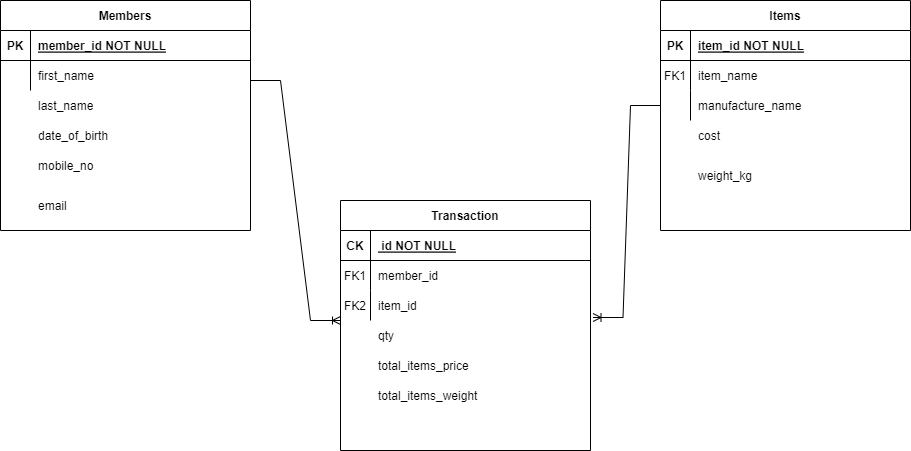 Members
PK member_id NOT NULL
first_name
last_name
date_of_birth
mobile_no
email
Items
PK item_id NOT NULL
FK1 item_name
manufacture_name
cost
weight_kg
Transaction
CK id NOT NULL
FK1 member_id
FK2 item_id
qty
total_items_price
total_items_weight